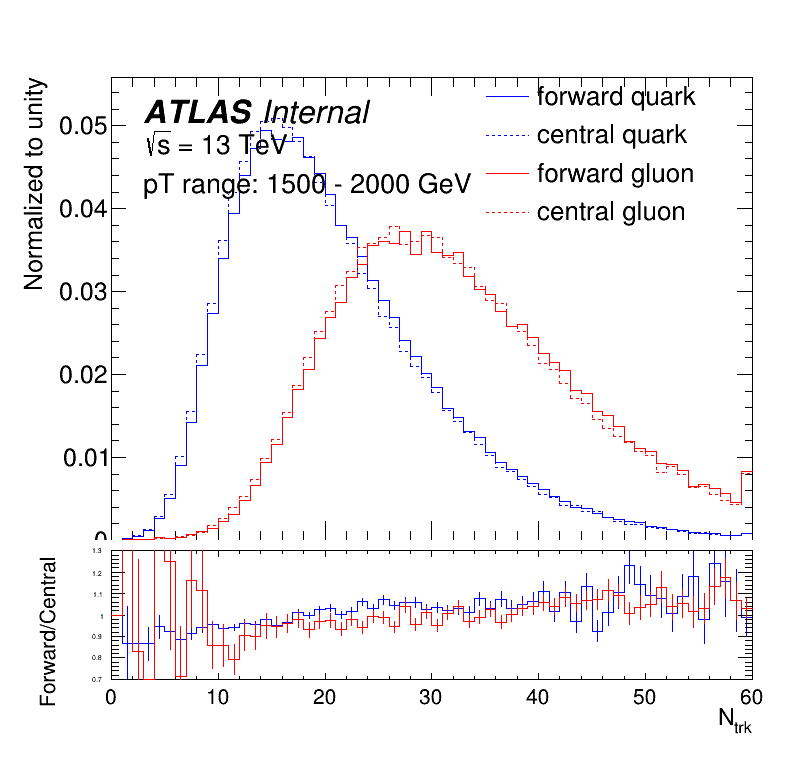 Normalized to unity
ATLAS Internal
√s = 13 TeV
pT range: 1500 - 2000 GeV
forward quark
central quark
forward gluon
central gluon
0.05
0.04
0.03
0.02
0.01
0
Forward/Central
1.3
1.2
1.1
1
0.9
0.8
0.7
0 10 20 30 40 50 60
N_trk